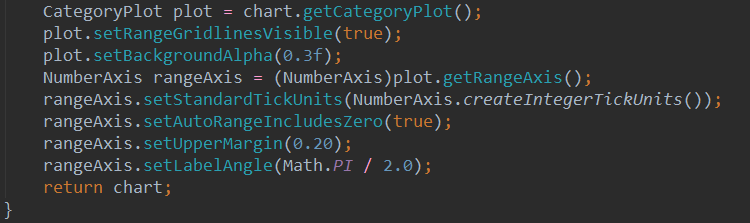 CategoryPlot plot = chart.getCategoryPlot();
plot.setRangeGridlinesVisible(true);
plot.setBackgroundAlpha(0.3f);
NumberAxis rangeAxis = (NumberAxis)plot.getRangeAxis();
rangeAxis.setStandardTickUnits(NumberAxis.createIntegerTickUnits());
rangeAxis.setAutoRangeIncludesZero(true);
rangeAxis.setUpperMargin(0.20);
rangeAxis.setLabelAngle(Math.PI / 2.0);
return chart;
}